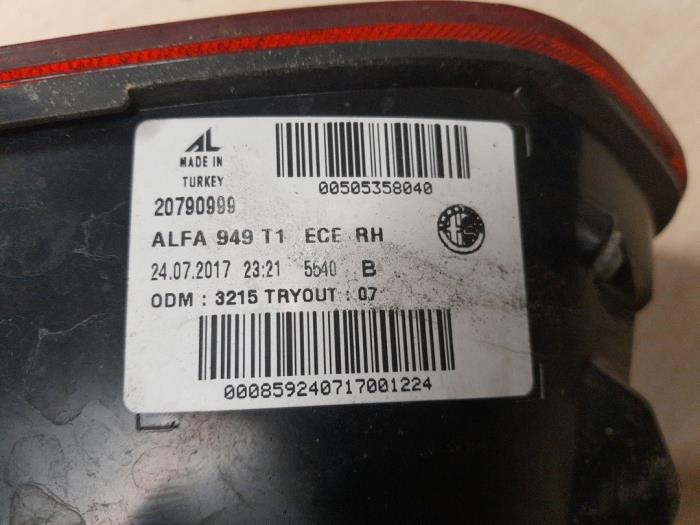 AL
MADE IN
TURKEY
00505358040
20790999
ALFA 949 T1 ECE RH
24.07.2017 23:21 5540 B
ODM : 3215 TRYOUT : 07
000859240717001224